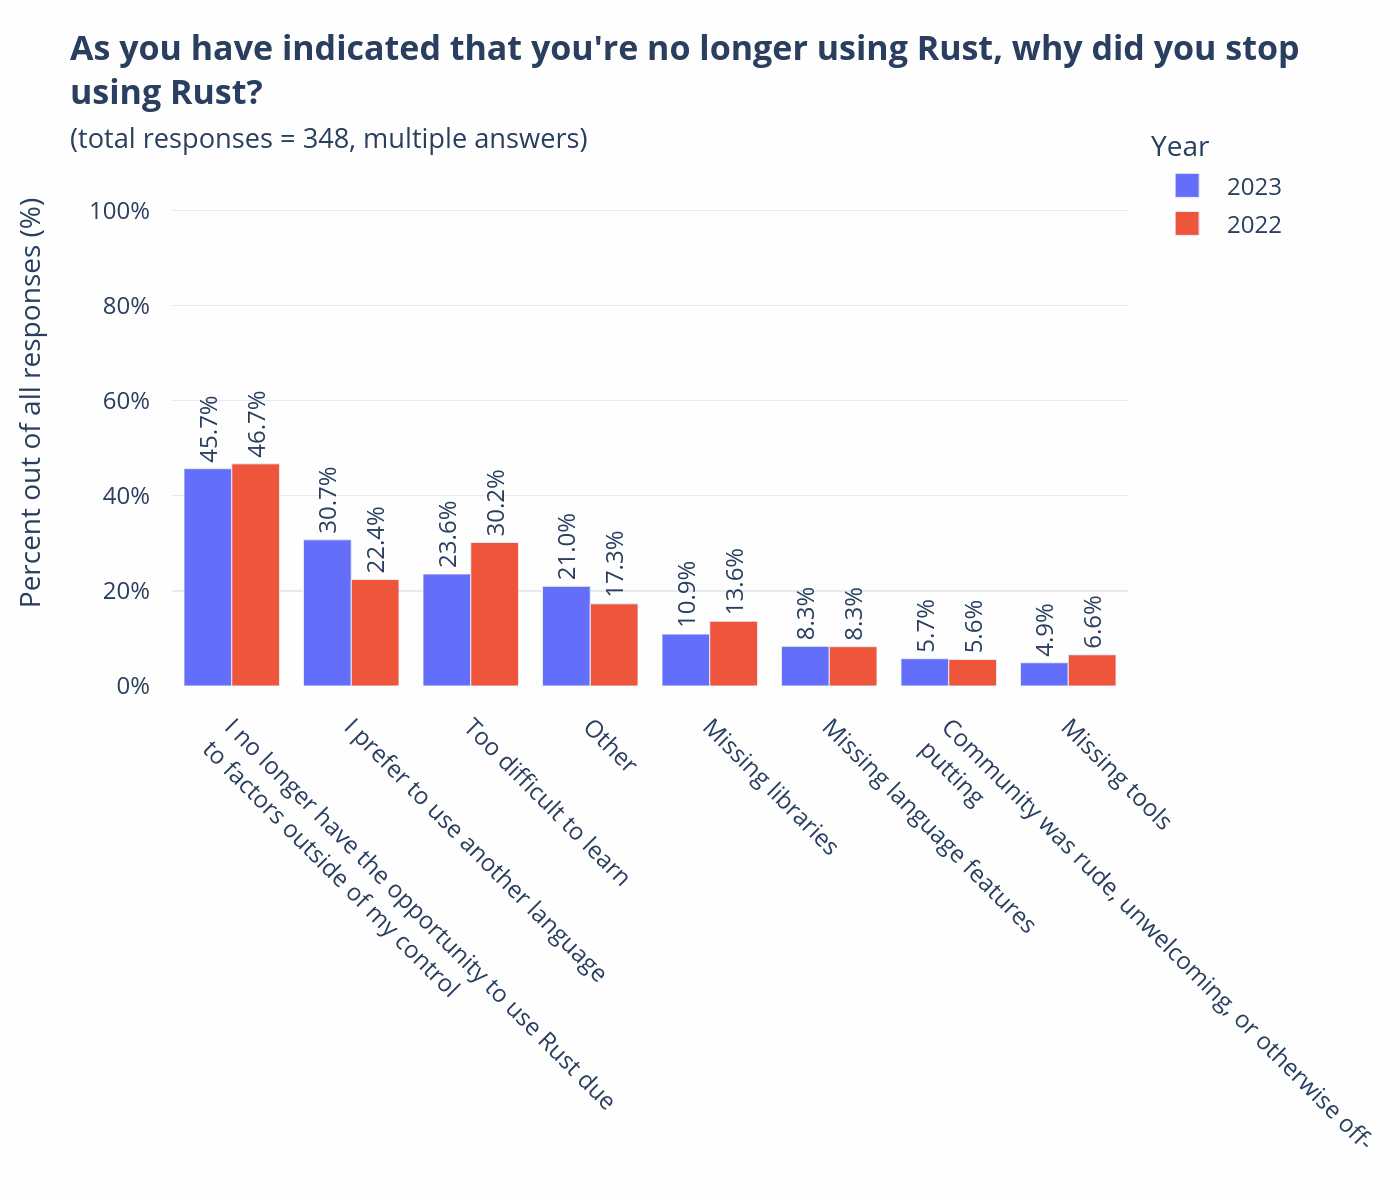 As you have indicated that you're no longer using Rust, why did you stop
using Rust?
(total responses = 348, multiple answers)
Year
2023
2022
Percent out of all responses (%)
100%
80%
60%
40%
20%
0%
45.7%
46.7%
30.7%
22.4%
23.6%
30.2%
21.0%
17.3%
10.9%
13.6%
8.3%
8.3%
5.7%
5.6%
4.9%
6.6%
I no longer have the opportunity to use Rust due
to factors outside of my control
I prefer to use another language
Too difficult to learn
Other
Missing libraries
Missing language features
Community was rude, unwelcoming, or otherwise off-
putting
Missing tools